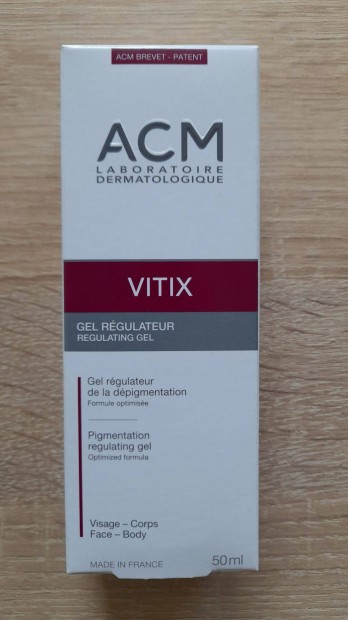 ACM BREVET - PATENT
ACM
LABORATOIRE
DERMATOLOGIQUE
VITIX
GEL RÉGULATEUR
REGULATING GEL
Gel régulateur
de la dépigmentation
Formule optimisée
Pigmentation
regulating gel
Optimized formula
Visage – Corps
Face – Body
MADE IN FRANCE
50ml